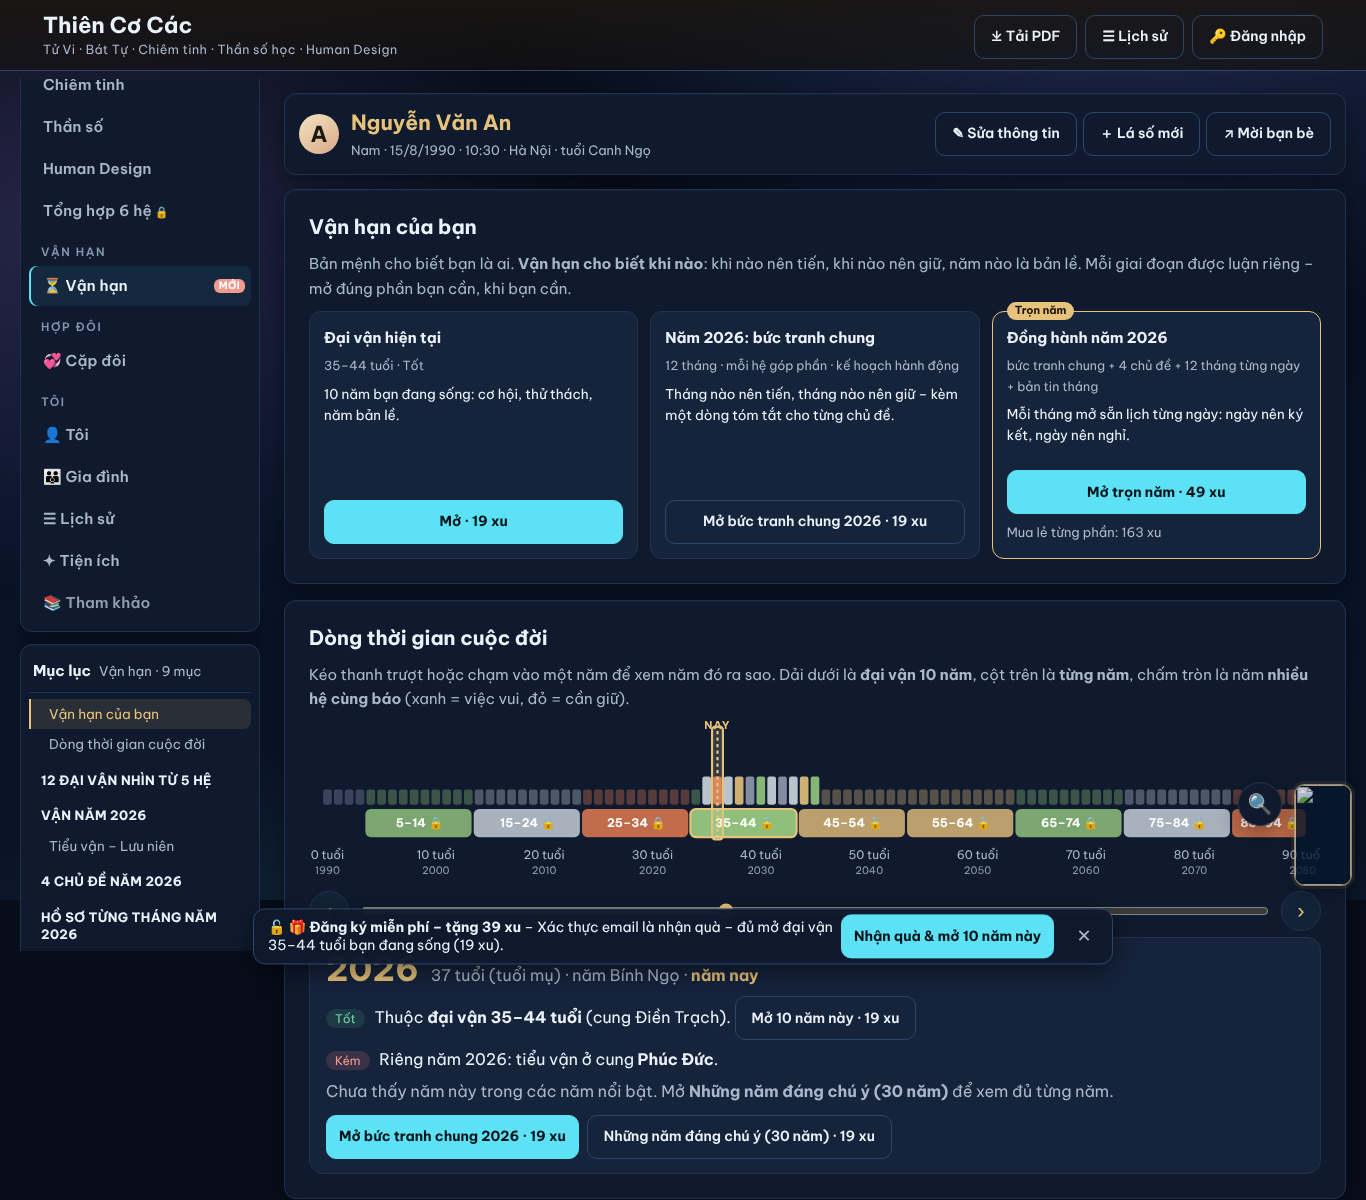 Thiên Cơ Các
Tử Vi · Bát Tự · Chiêm tinh · Thần số học · Human Design
Tải PDF
☰ Lịch sử
🔑 Đăng nhập
Chiêm tinh
Thần số
Human Design
Tổng hợp 6 hệ 🔒
VẬN HẠN
⏳ Vận hạn
MỚI
HỢP ĐÔI
💞 Cặp đôi
TÔI
👤 Tôi
👪 Gia đình
☰ Lịch sử
✦ Tiện ích
📚 Tham khảo
Mục lục Vận hạn · 9 mục
Vận hạn của bạn
Dòng thời gian cuộc đời
12 ĐẠI VẬN NHÌN TỪ 5 HỆ
VẬN NĂM 2026
Tiểu vận – Lưu niên
4 CHỦ ĐỀ NĂM 2026
HỒ SƠ TỪNG THÁNG NĂM
2026
A
Nguyễn Văn An
Nam · 15/8/1990 · 10:30 · Hà Nội · tuổi Canh Ngọ
✎ Sửa thông tin
+ Lá số mới
↗ Mời bạn bè
Vận hạn của bạn
Bản mệnh cho biết bạn là ai. Vận hạn cho biết khi nào: khi nào nên tiến, khi nào nên giữ, năm nào là bản lề. Mỗi giai đoạn được luận riêng –
mở đúng phần bạn cần, khi bạn cần.
Đại vận hiện tại
35–44 tuổi · Tốt
10 năm bạn đang sống: cơ hội, thử thách,
năm bản lề.
Mở · 19 xu
Năm 2026: bức tranh chung
12 tháng · mỗi hệ góp phần · kế hoạch hành động
Tháng nào nên tiến, tháng nào nên giữ – kèm
một dòng tóm tắt cho từng chủ đề.
Mở bức tranh chung 2026 · 19 xu
Trọn năm
Đồng hành năm 2026
bức tranh chung + 4 chủ đề + 12 tháng từng ngày
+ bản tin tháng
Mỗi tháng mở sẵn lịch từng ngày: ngày nên ký
kết, ngày nên nghỉ.
Mở trọn năm · 49 xu
Mua lẻ từng phần: 163 xu
Dòng thời gian cuộc đời
Kéo thanh trượt hoặc chạm vào một năm để xem năm đó ra sao. Dải dưới là đại vận 10 năm, cột trên là từng năm, chấm tròn là năm nhiều
hệ cùng báo (xanh = việc vui, đỏ = cần giữ).
NAY
5–14 🔒
15–24 🔒
25–34 🔒
35–44 🔒
45–54 🔒
55–64 🔒
65–74 🔒
75–84 🔒
0 tuổi
10 tuổi
20 tuổi
30 tuổi
40 tuổi
50 tuổi
60 tuổi
70 tuổi
80 tuổi
90 tuổ
1990
2000
2010
2020
2030
2040
2050
2060
2070
2080
🔓 🎁 Đăng ký miễn phí – tặng 39 xu – Xác thực email là nhận quà – đủ mở đại vận
35–44 tuổi bạn đang sống (19 xu).
Nhận quà & mở 10 năm này
✕
2026 37 tuổi (tuổi mụ) · năm Bính Ngọ · năm nay
Tốt Thuộc đại vận 35–44 tuổi (cung Điền Trạch). Mở 10 năm này · 19 xu
Kém Riêng năm 2026: tiểu vận ở cung Phúc Đức.
Chưa thấy năm này trong các năm nổi bật. Mở Những năm đáng chú ý (30 năm) để xem đủ từng năm.
Mở bức tranh chung 2026 · 19 xu
Những năm đáng chú ý (30 năm) · 19 xu